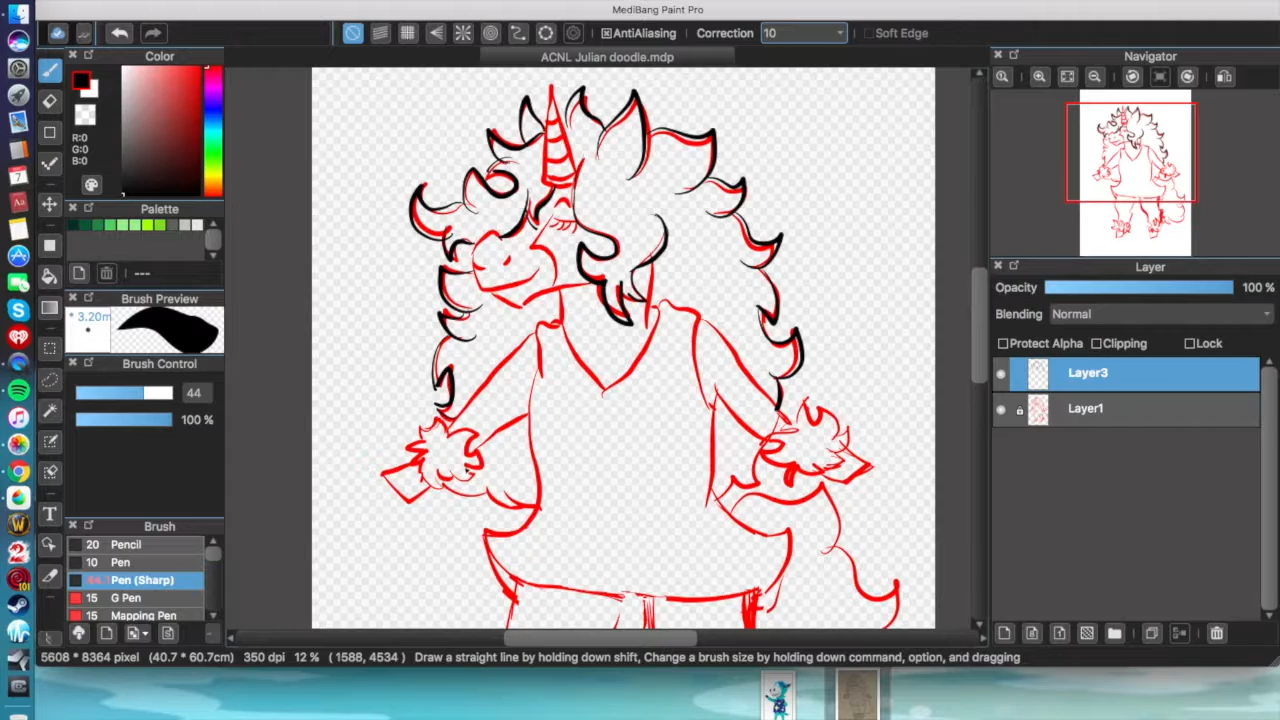 MediBang Paint Pro
AntiAliasing Correction 10 Soft Edge
Color
ACNL Julian doodle.mdp
Navigator
R:0
G:0
B:0
Palette
---
Brush Preview
* 3.20m
Brush Control
44
100 %
Layer
Opacity 100 %
Blending Normal
Protect Alpha Clipping Lock
Layer3
Layer1
Brush
20 Pencil
10 Pen
Pen (Sharp)
15 G Pen
15 Mapping Pen
5608 * 8364 pixel (40.7 * 60.7cm) 350 dpi 12 % ( 1588, 4534 ) Draw a straight line by holding down shift, Change a brush size by holding down command, option, and dragging